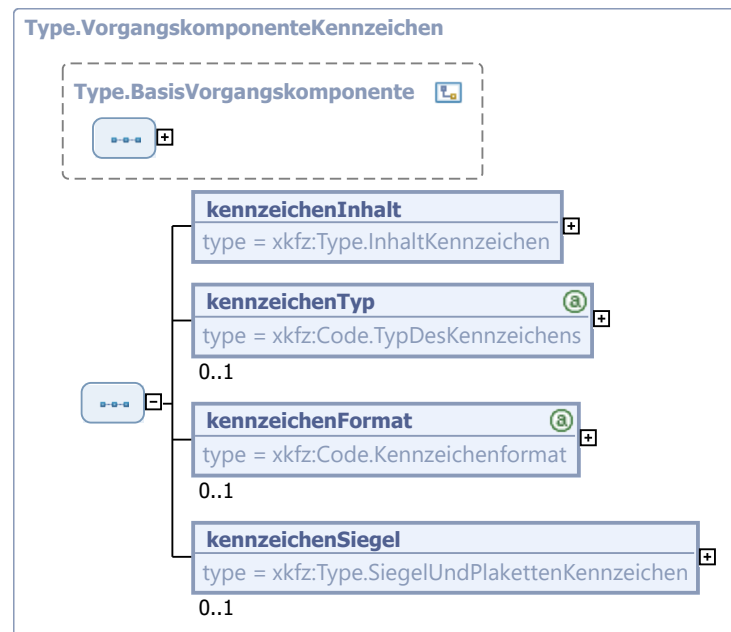 Type.VorgangskomponenteKennzeichen
Type.BasisVorgangskomponente
kennzeichenInhalt
type = xkfz:Type.InhaltKennzeichen
kennzeichenTyp
type = xkfz:Code.TypDesKennzeichens
0..1
kennzeichenFormat
type = xkfz:Code.Kennzeichenformat
0..1
kennzeichenSiegel
type = xkfz:Type.SiegelUndPlakettenKennzeichen
0..1